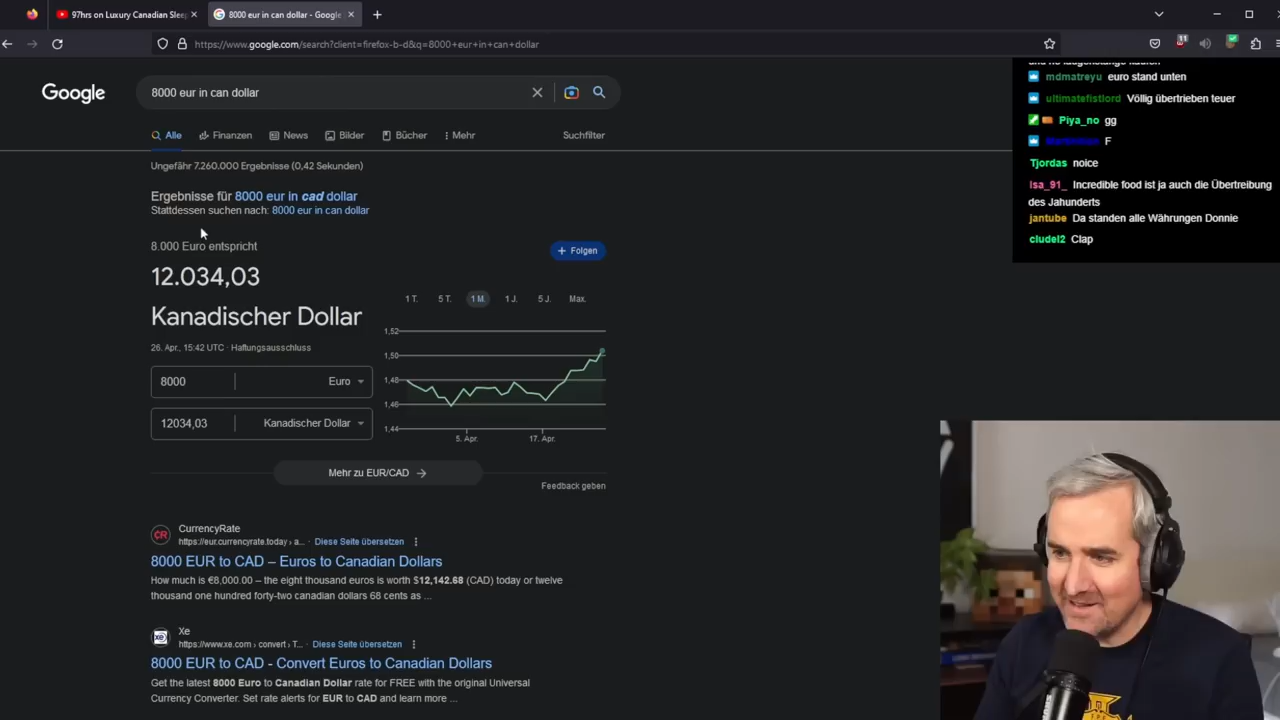 97hrs on Luxury Canadian Slee
8000 eur in can dollar - Google
https://www.google.com/search?client=firefox-b-d&q=8000+eur+in+can+dollar
11
Google
8000 eur in can dollar
Alle
Finanzen
News
Bilder
Bücher
Mehr
Suchfilter
Ungefähr 7.260.000 Ergebnisse (0,42 Sekunden)
Ergebnisse für 8000 eur in cad dollar
Stattdessen suchen nach: 8000 eur in can dollar
8.000 Euro entspricht
Folgen
12.034,03
Kanadischer Dollar
26. Apr., 15:42 UTC · Haftungsausschluss
8000 Euro
12034,03 Kanadischer Dollar
1 T. 5 T. 1 M. 1 J. 5 J. Max.
1,52
1,50
1,48
1,46
1,44
5. Apr. 17. Apr.
Mehr zu EUR/CAD
Feedback geben
CurrencyRate
https://eur.currencyrate.today › a... · Diese Seite übersetzen
8000 EUR to CAD – Euros to Canadian Dollars
How much is €8,000.00 – the eight thousand euros is worth $12,142.68 (CAD) today or twelve
thousand one hundred forty-two canadian dollars 68 cents as ...
Xe
https://www.xe.com › convert › T... · Diese Seite übersetzen
8000 EUR to CAD - Convert Euros to Canadian Dollars
Get the latest 8000 Euro to Canadian Dollar rate for FREE with the original Universal
Currency Converter. Set rate alerts for EUR to CAD and learn more ...
mdmatreyu euro stand unten
ultimatefistlord Völlig übertrieben teuer
Piya_no gg
F
Tjordas noice
Isa_91_ Incredible food ist ja auch die Übertreibung
des Jahunderts
jantube Da standen alle Währungen Donnie
cludel2 Clap